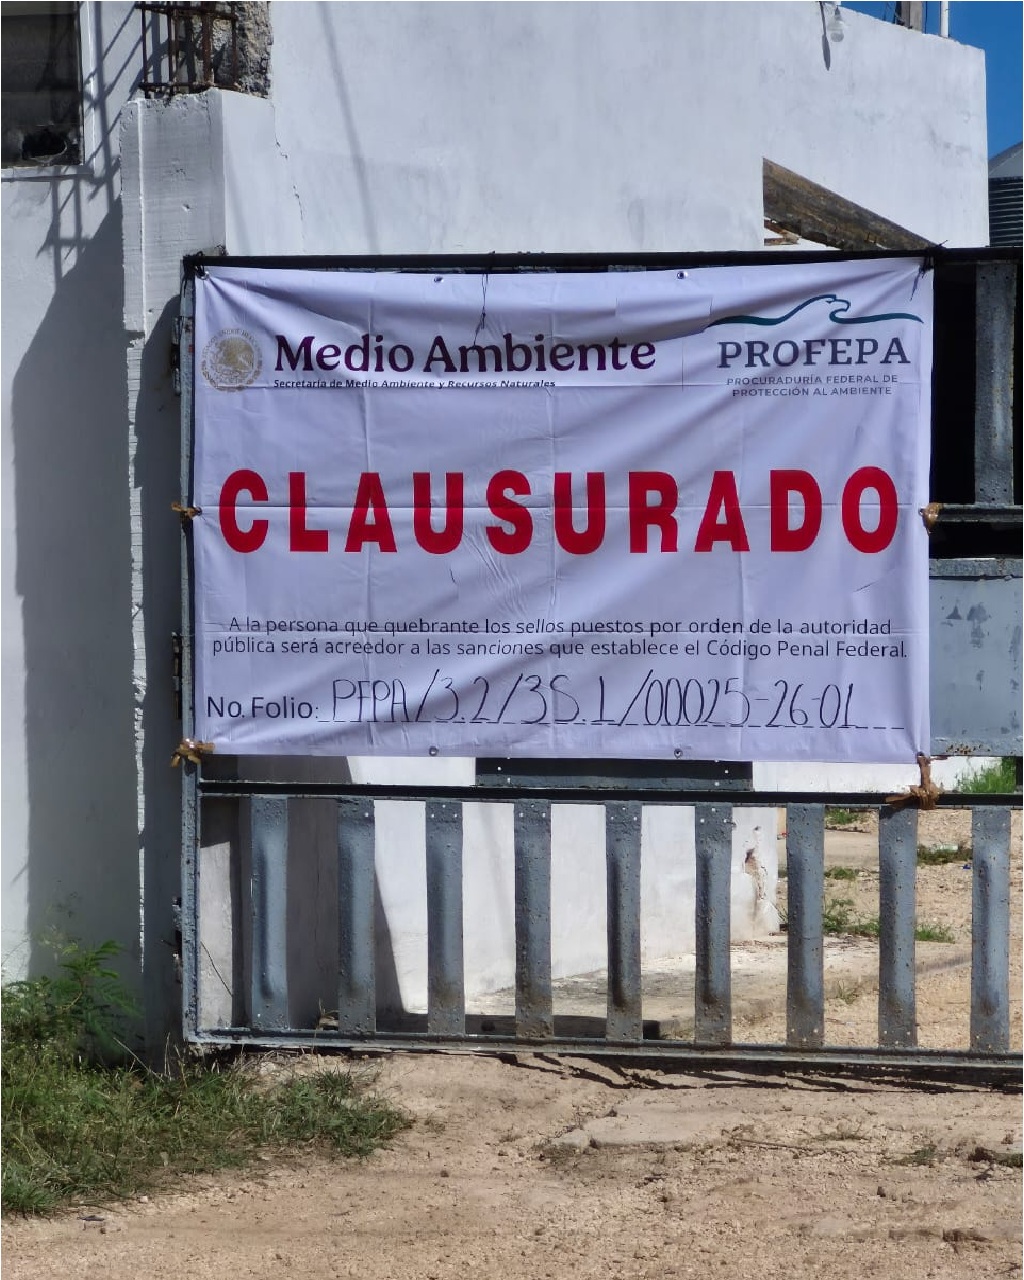 Medio Ambiente
Secretaría de Medio Ambiente y Recursos Naturales
PROFEPA
PROCURADURÍA FEDERAL DE
PROTECCIÓN AL AMBIENTE
CLAUSURADO
A la persona que quebrante los sellos puestos por orden de la autoridad
pública será acreedor a las sanciones que establece el Código Penal Federal.
No. Folio: PFPA/3.2/3S.1/00025-26-01